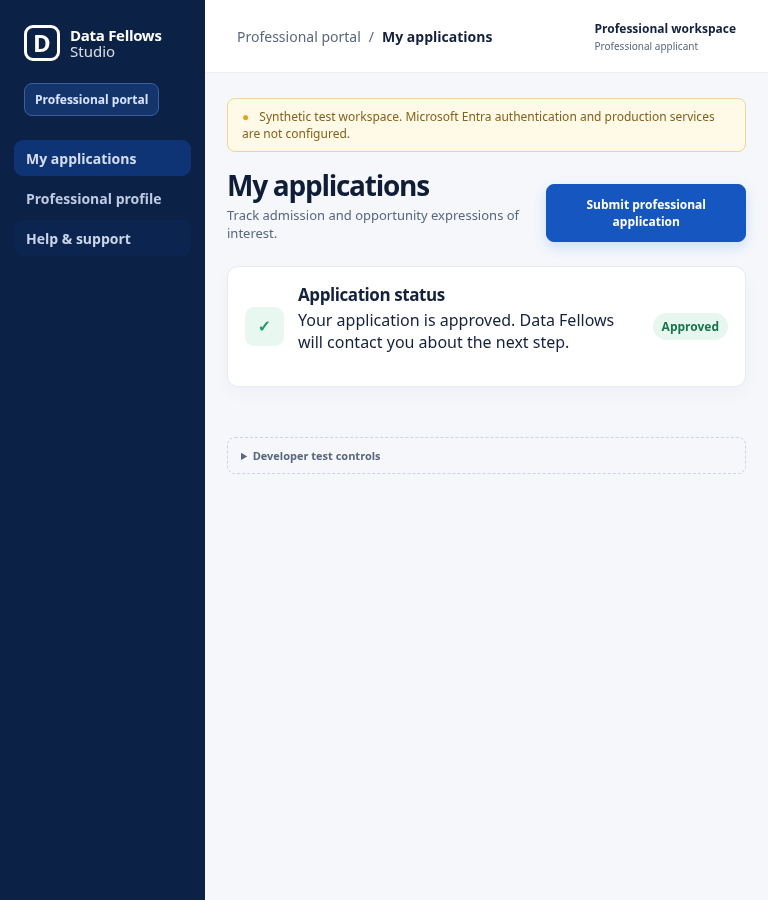 D
Data Fellows
Studio
Professional portal
My applications
Professional profile
Help & support
Professional portal / My applications
Professional workspace
Professional applicant
Synthetic test workspace. Microsoft Entra authentication and production services
are not configured.
My applications
Track admission and opportunity expressions of
interest.
Submit professional
application
Application status
Your application is approved. Data Fellows
will contact you about the next step.
Approved
Developer test controls